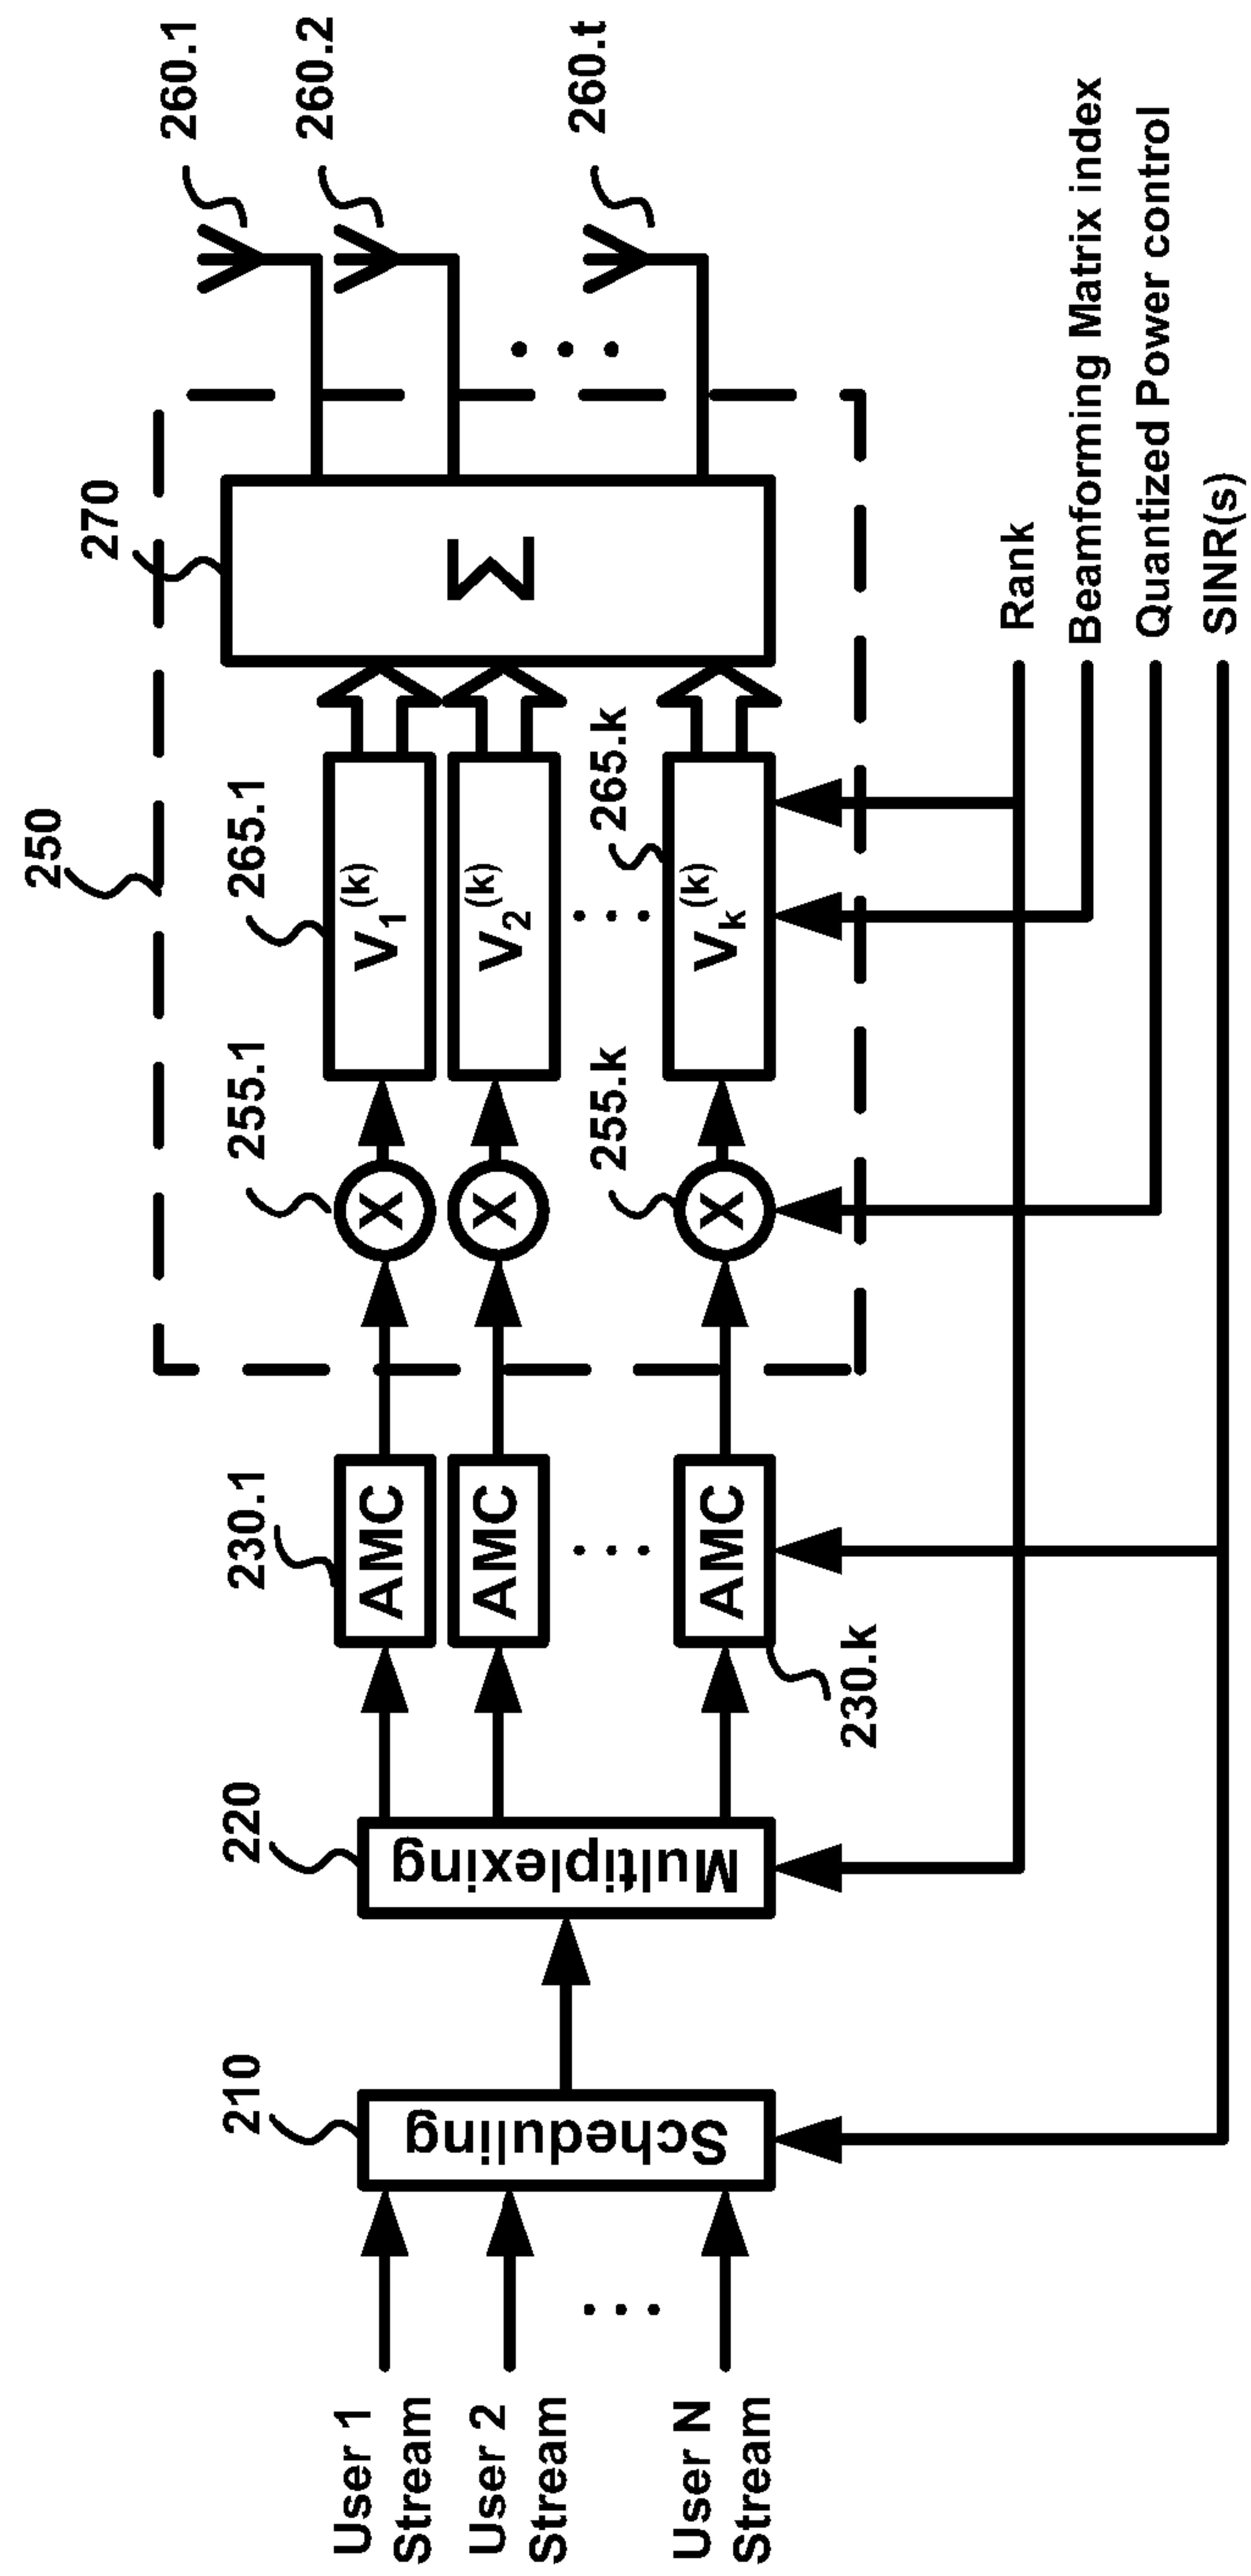 250
270
260.1
260.2
260.t
210
220
230.1
255.1
265.1
User 1
Stream
User 2
Stream
User N
Stream
Scheduling
Multiplexing
AMC
AMC
AMC
X
X
X
V1(k)
V2(k)
Vk(k)
Σ
230.k
255.k
265.k
Rank
Beamforming Matrix index
Quantized Power control
SINR(s)